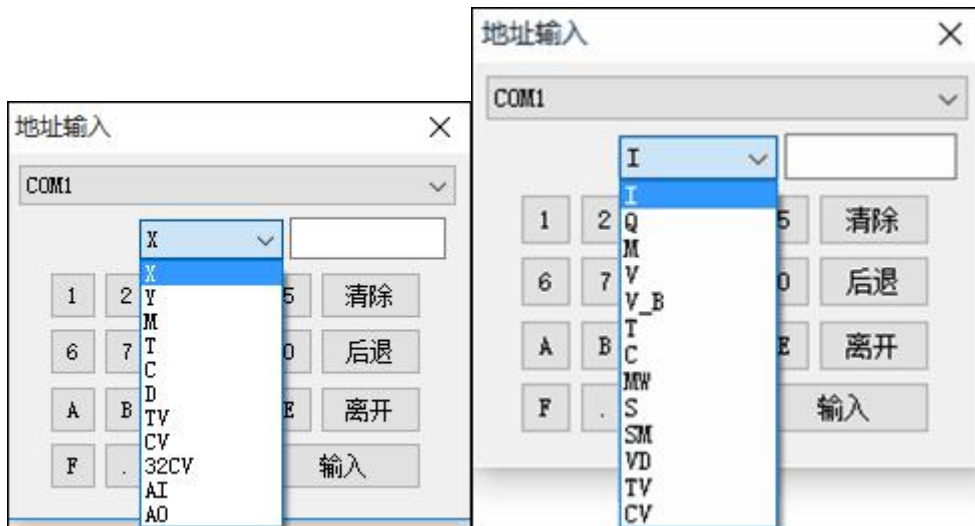 地址输入
COM1
X
X
Y
M
T
C
D
TV
CV
32CV
AI
AO
1 2 5 清除
6 7 0 后退
A B E 离开
F . 输入
地址输入
COM1
I
I
Q
M
V
V_B
T
C
MW
S
SM
VD
TV
CV
1 2 5 清除
6 7 0 后退
A B E 离开
F . 输入